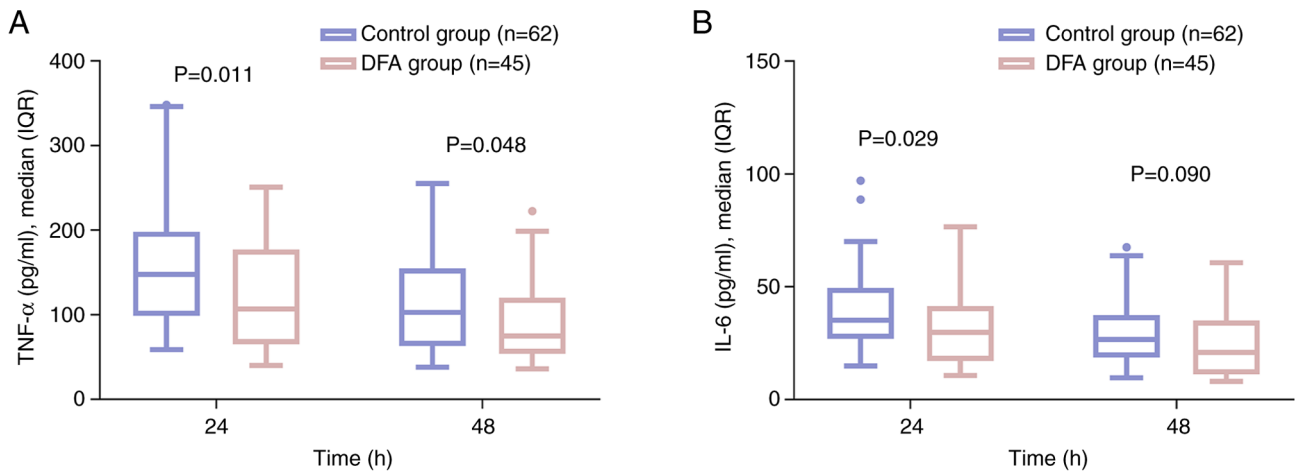 A
Control group (n=62)
DFA group (n=45)
TNF-α (pg/ml), median (IQR)
400
300
200
100
0
P=0.011
P=0.048
24
48
Time (h)
B
Control group (n=62)
DFA group (n=45)
IL-6 (pg/ml), median (IQR)
150
100
50
0
P=0.029
P=0.090
24
48
Time (h)